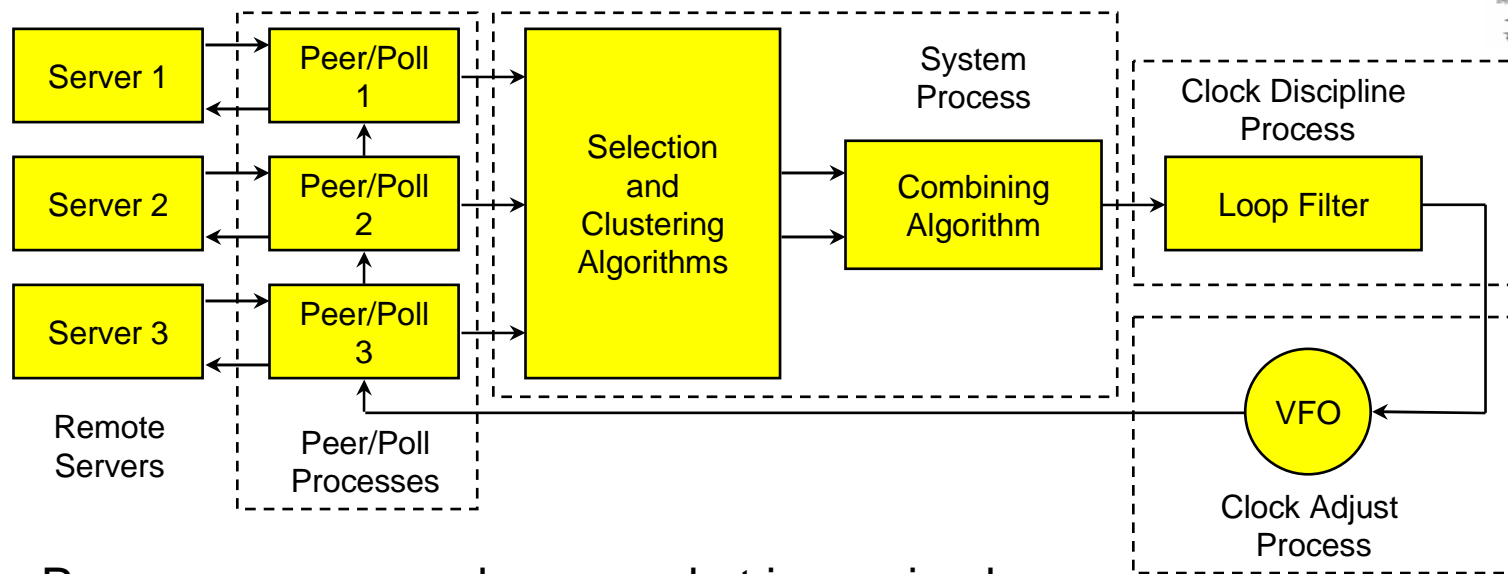 Server 1
Peer/Poll
1
Server 2
Peer/Poll
2
Server 3
Peer/Poll
3
Remote
Servers
Peer/Poll
Processes
Selection
and
Clustering
Algorithms
System
Process
Combining
Algorithm
Clock Discipline
Process
Loop Filter
VFO
Clock Adjust
Process